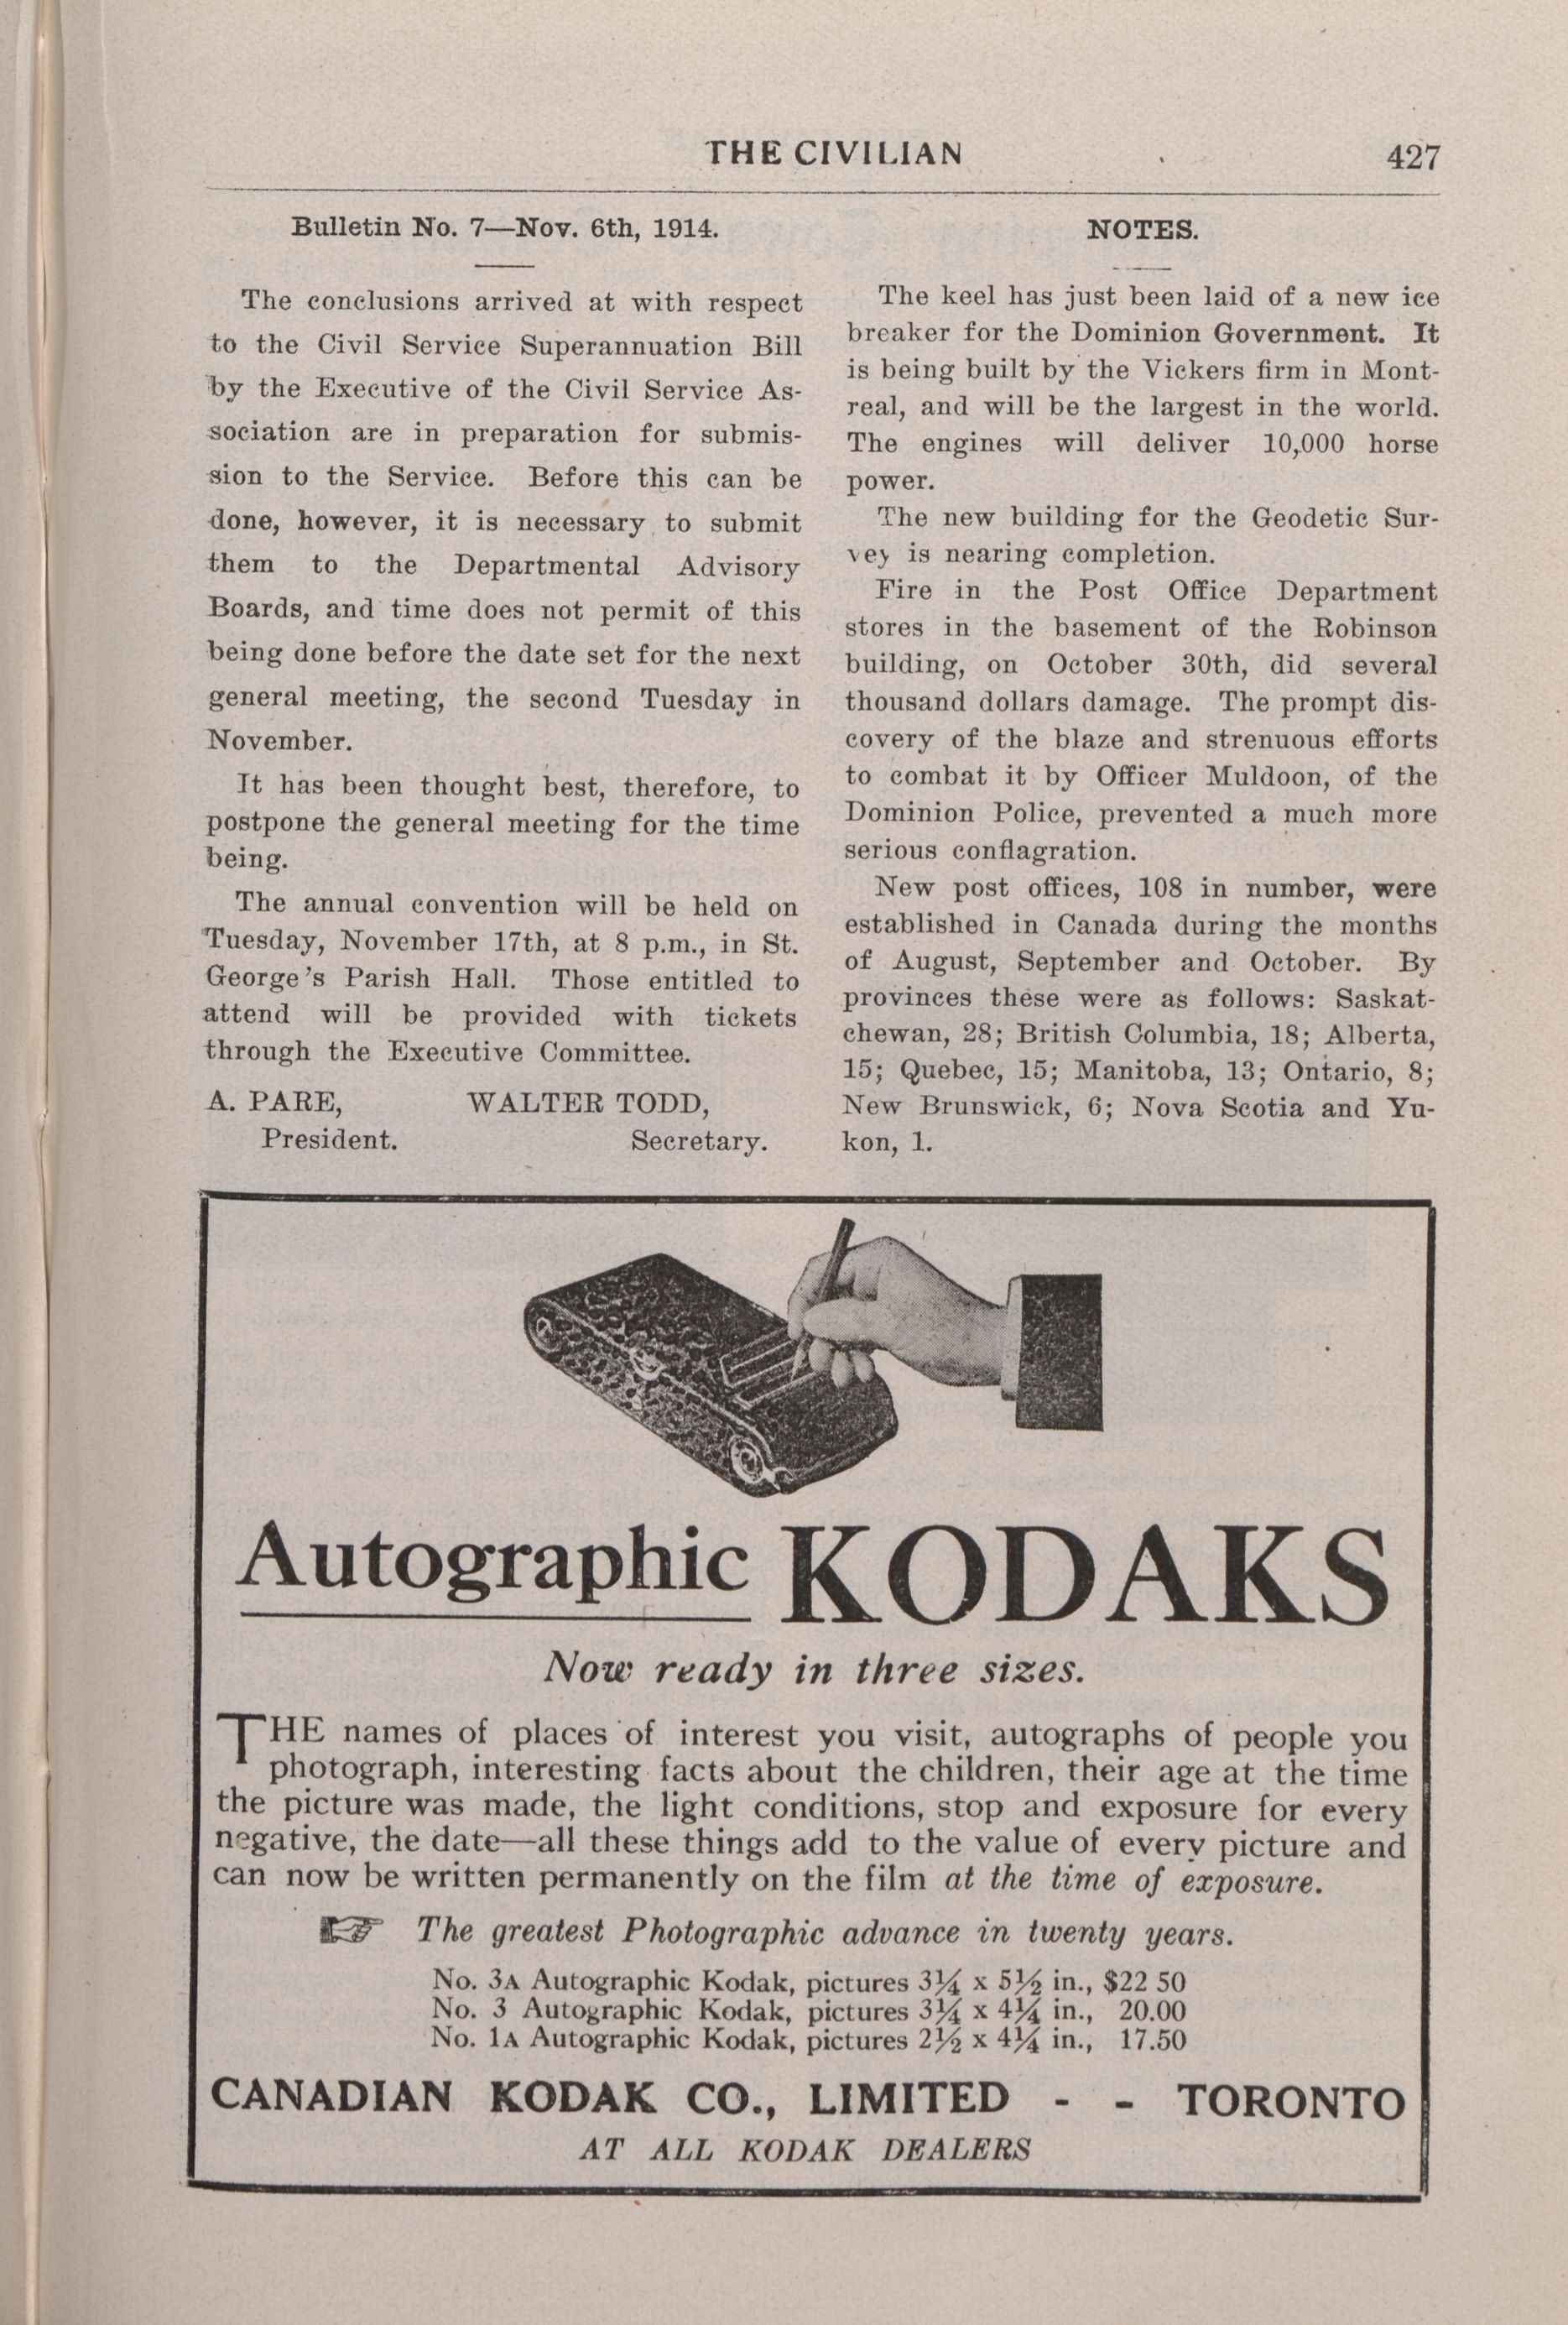 THE CIVILIAN
427
Bulletin No. 7—Nov. 6th, 1914.
The conclusions arrived at with respect
to the Civil Service Superannuation Bill
by the Executive of the Civil Service As-
sociation are in preparation for submis-
sion to the Service. Before this can be
done, however, it is necessary to submit
them to the Departmental Advisory
Boards, and time does not permit of this
being done before the date set for the next
general meeting, the second Tuesday in
November.
It has been thought best, therefore, to
postpone the general meeting for the time
being.
The annual convention will be held on
Tuesday, November 17th, at 8 p.m., in St.
George's Parish Hall. Those entitled to
attend will be provided with tickets
through the Executive Committee.
A. PARE, WALTER TODD,
President. Secretary.
NOTES.
The keel has just been laid of a new ice
breaker for the Dominion Government. It
is being built by the Vickers firm in Mont-
real, and will be the largest in the world.
The engines will deliver 10,000 horse
power.
The new building for the Geodetic Sur-
vey is nearing completion.
Fire in the Post Office Department
stores in the basement of the Robinson
building, on October 30th, did several
thousand dollars damage. The prompt dis-
covery of the blaze and strenuous efforts
to combat it by Officer Muldoon, of the
Dominion Police, prevented a much more
serious conflagration.
New post offices, 108 in number, were
established in Canada during the months
of August, September and October. By
provinces these were as follows: Saskat-
chewan, 28; British Columbia, 18; Alberta,
15; Quebec, 15; Manitoba, 13; Ontario, 8;
New Brunswick, 6; Nova Scotia and Yu-
kon, 1.
Autographic KODAKS
Now ready in three sizes.
THE names of places of interest you visit, autographs of people you
photograph, interesting facts about the children, their age at the time
the picture was made, the light conditions, stop and exposure for every
negative, the date—all these things add to the value of every picture and
can now be written permanently on the film at the time of exposure.
☞ The greatest Photographic advance in twenty years.
No. 3A Autographic Kodak, pictures 3¼ x 5½ in., $22 50
No. 3 Autographic Kodak, pictures 3¼ x 4¼ in., 20.00
No. 1A Autographic Kodak, pictures 2½ x 4¼ in., 17.50
CANADIAN KODAK CO., LIMITED - - TORONTO
AT ALL KODAK DEALERS